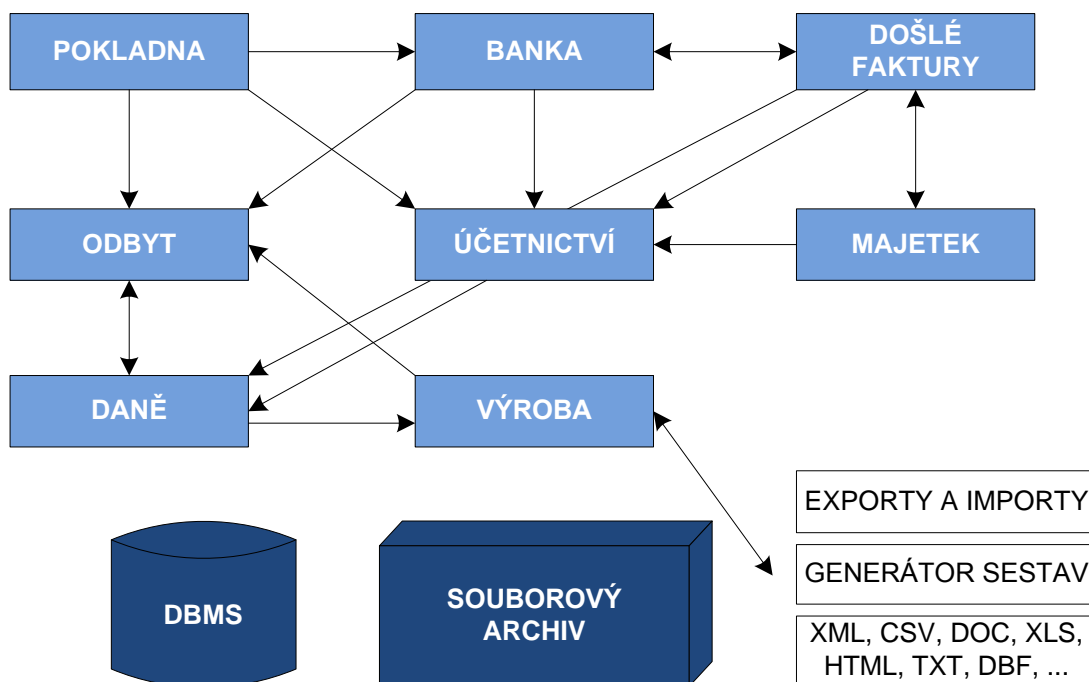 POKLADNA
BANKA
DOŠLÉ
FAKTURY
ODBYT
ÚČETNICTVÍ
MAJETEK
DANĚ
VÝROBA
EXPORTY A IMPORTY
GENERÁTOR SESTAV
DBMS
SOUBOROVÝ
ARCHIV
XML, CSV, DOC, XLS,
HTML, TXT, DBF, ...